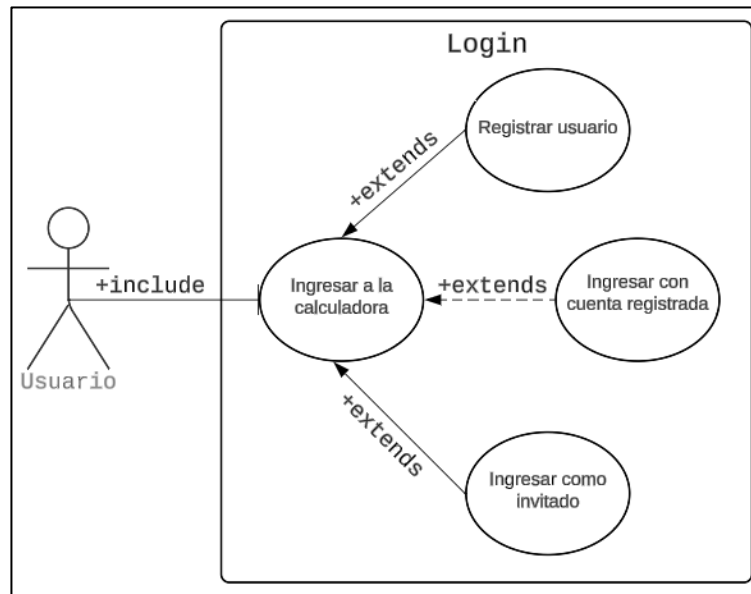 Login
Registrar usuario
+extends
+include
Ingresar a la
calculadora
+extends
Ingresar con
cuenta registrada
Usuario
+extends
Ingresar como
invitado